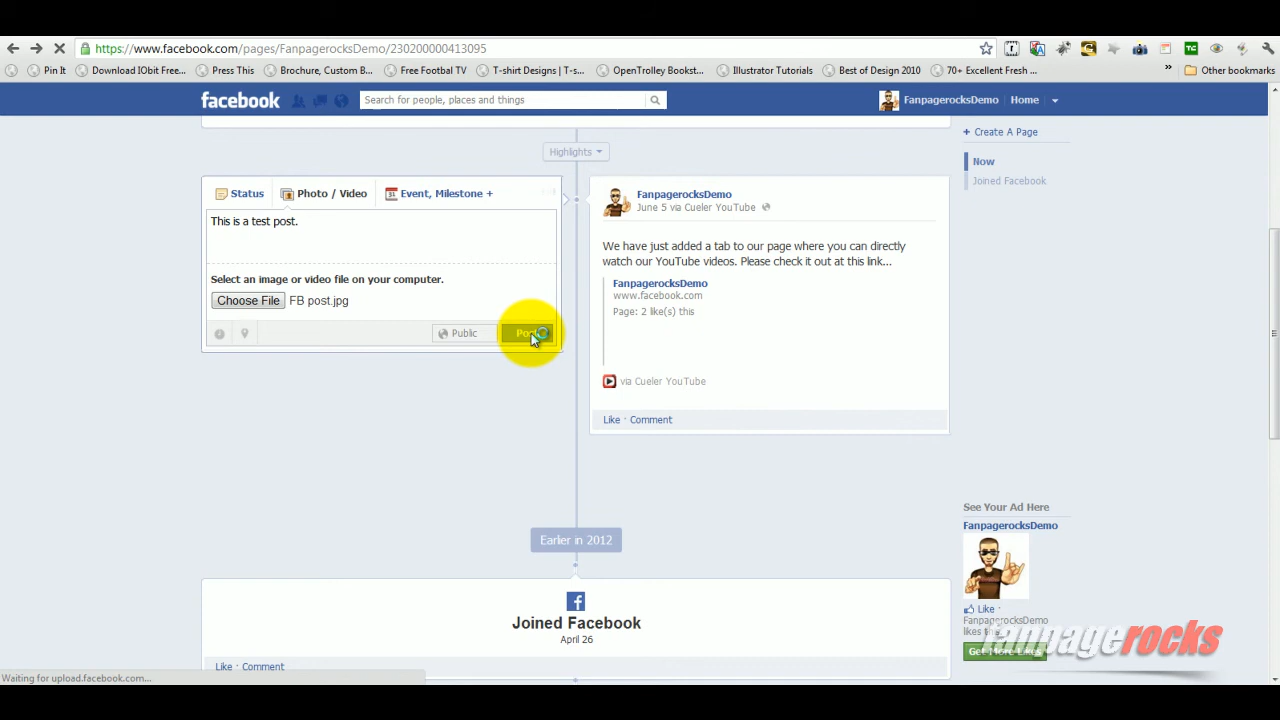 https://www.facebook.com/pages/FanpagerocksDemo/230200000413095
Pin It
Download IObit Free...
Press This
Brochure, Custom B...
Free Footbal TV
T-shirt Designs | T-s...
OpenTrolley Bookst...
Illustrator Tutorials
Best of Design 2010
70+ Excellent Fresh ...
»
Other bookmarks
facebook
Search for people, places and things
FanpagerocksDemo
Home
+ Create A Page
Now
Joined Facebook
Highlights
Status
Photo / Video
Event, Milestone +
This is a test post.
Select an image or video file on your computer.
Choose File FB post.jpg
Public
FanpagerocksDemo
June 5 via Cueler YouTube
We have just added a tab to our page where you can directly
watch our YouTube videos. Please check it out at this link...
FanpagerocksDemo
www.facebook.com
Page: 2 like(s) this
via Cueler YouTube
Like · Comment
Earlier in 2012
Joined Facebook
April 26
Like · Comment
See Your Ad Here
FanpagerocksDemo
Like ·
FanpagerocksDemo
likes
Get More Likes
fanpagerocks
Waiting for upload.facebook.com...